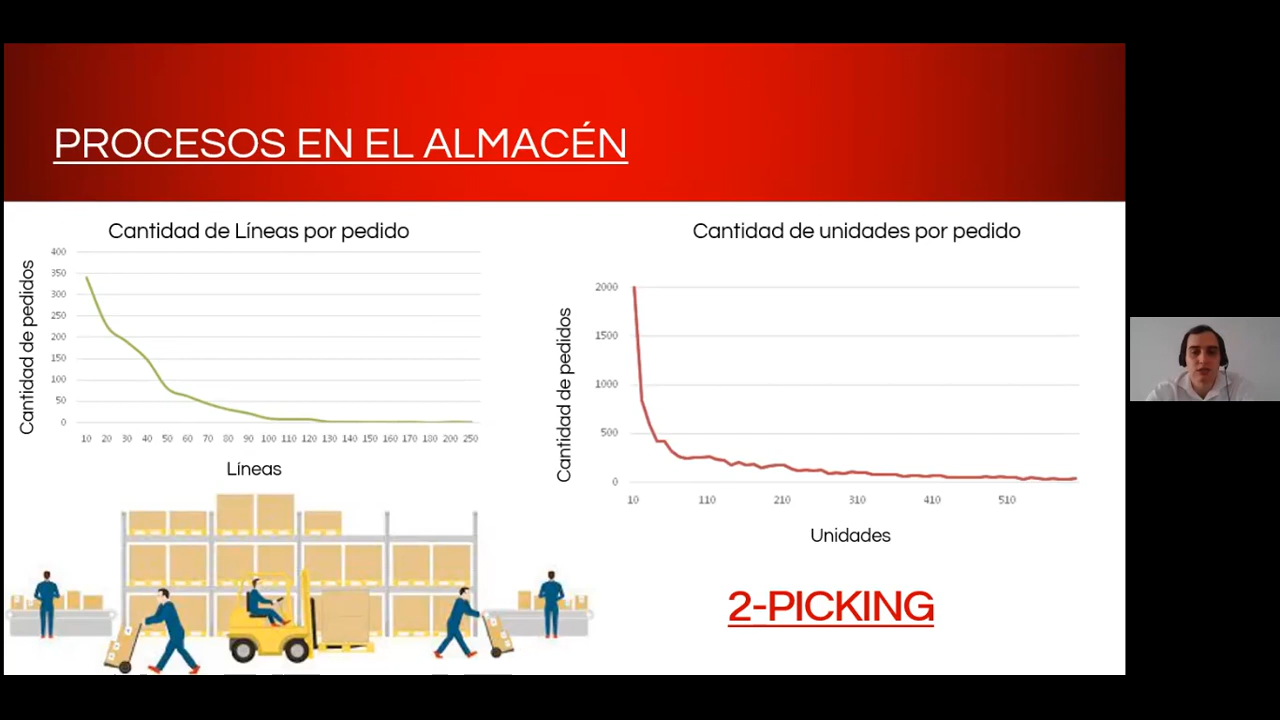 PROCESOS EN EL ALMACÉN
Cantidad de Líneas por pedido
Cantidad de pedidos
400
350
300
250
200
150
100
50
0
10 20 30 40 50 60 70 80 90 100 110 120 130 140 150 160 170 180 200 250
Líneas
Cantidad de unidades por pedido
Cantidad de pedidos
2000
1500
1000
500
0
10 110 210 310 410 510
Unidades
2-PICKING